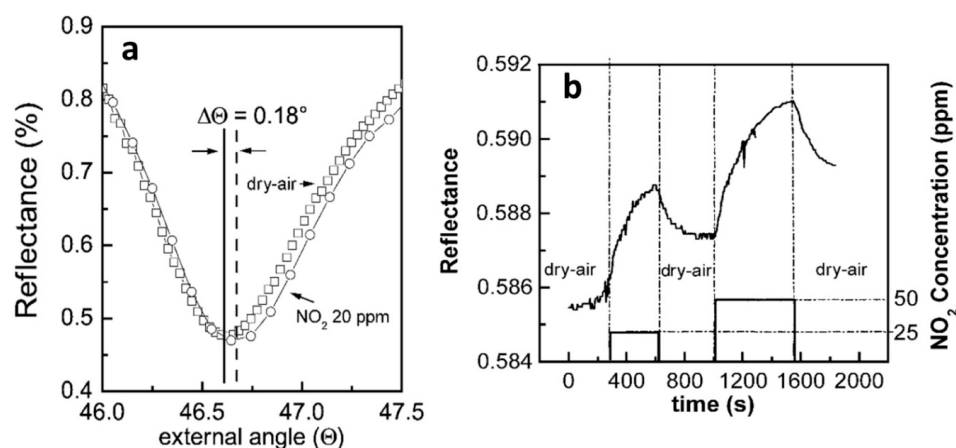 a
0.9
0.8
0.7
0.6
0.5
0.4
Reflectance (%)
ΔΘ = 0.18°
dry-air
NO2 20 ppm
46.0 46.5 47.0 47.5
external angle (Θ)
b
0.592
0.590
0.588
0.586
0.584
Reflectance
dry-air
dry-air
dry-air
50
25
NO2 Concentration (ppm)
0 400 800 1200 1600 2000
time (s)